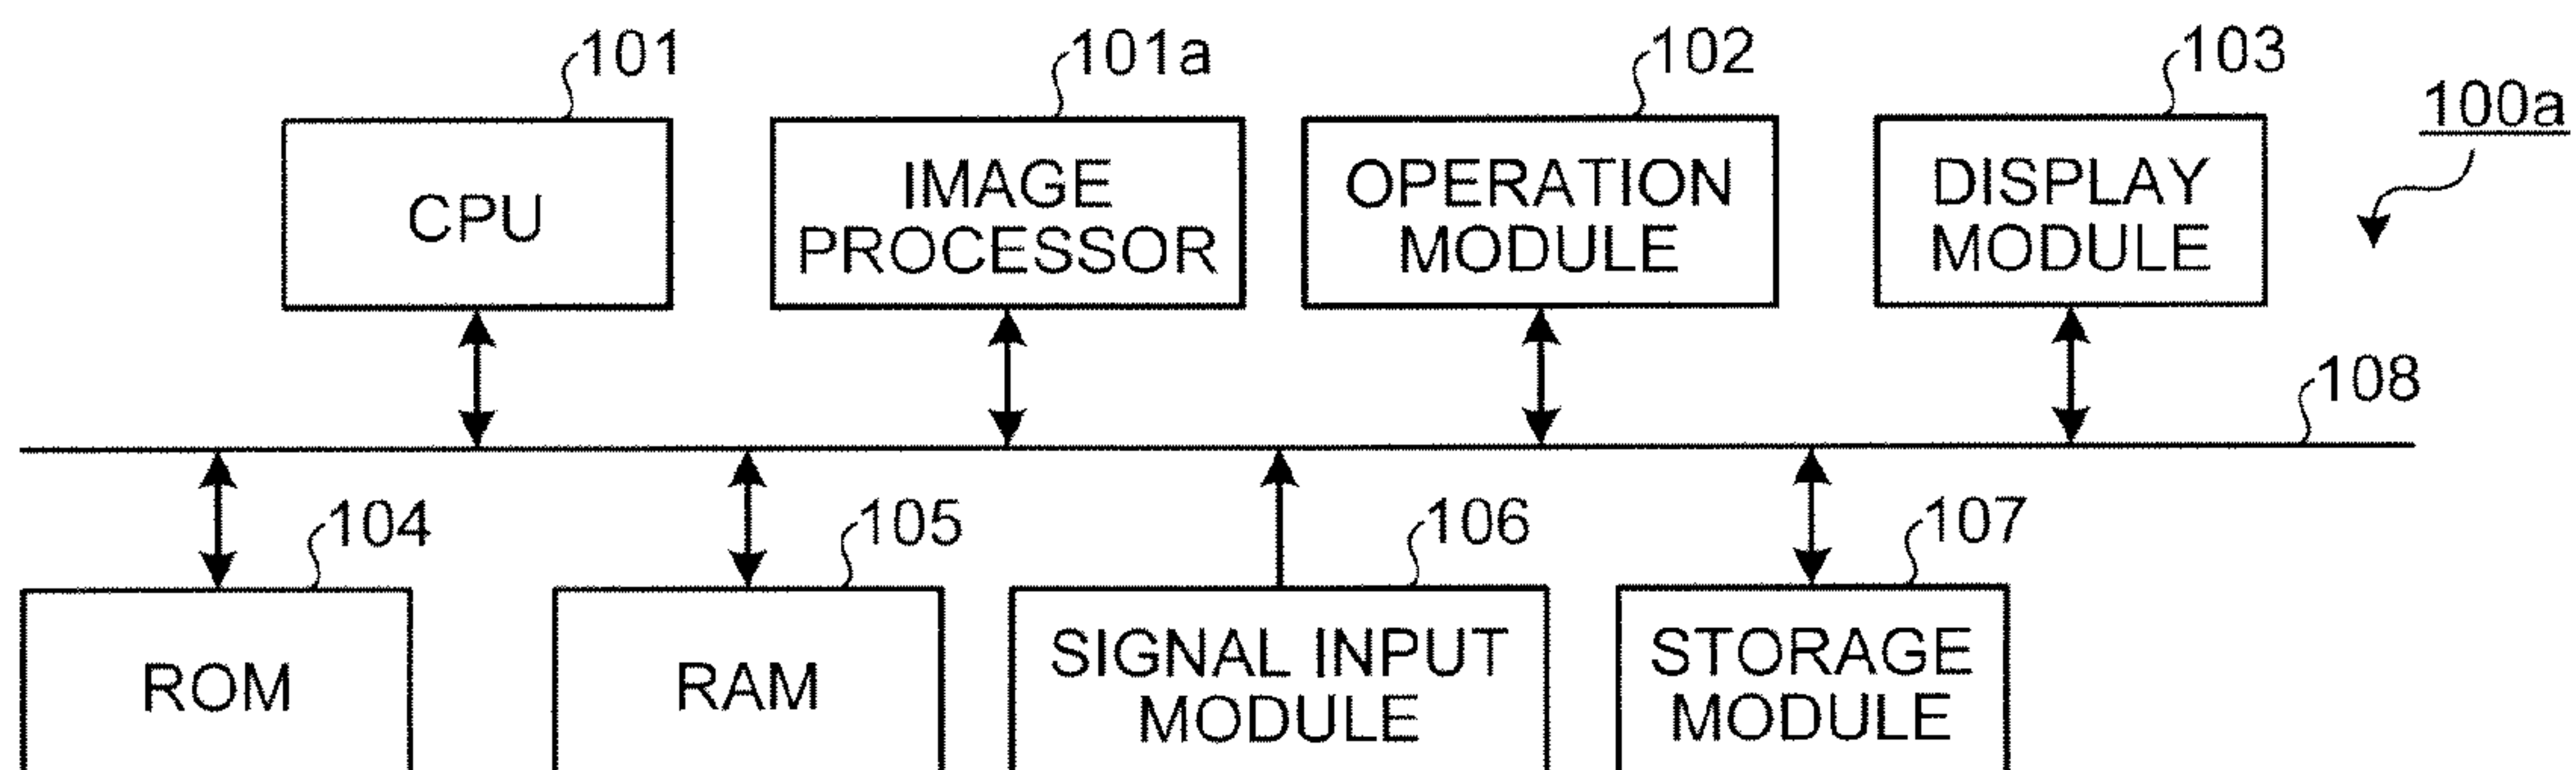 101
101a
102
103
100a
CPU
IMAGE
PROCESSOR
OPERATION
MODULE
DISPLAY
MODULE
108
104
105
106
107
ROM
RAM
SIGNAL INPUT
MODULE
STORAGE
MODULE